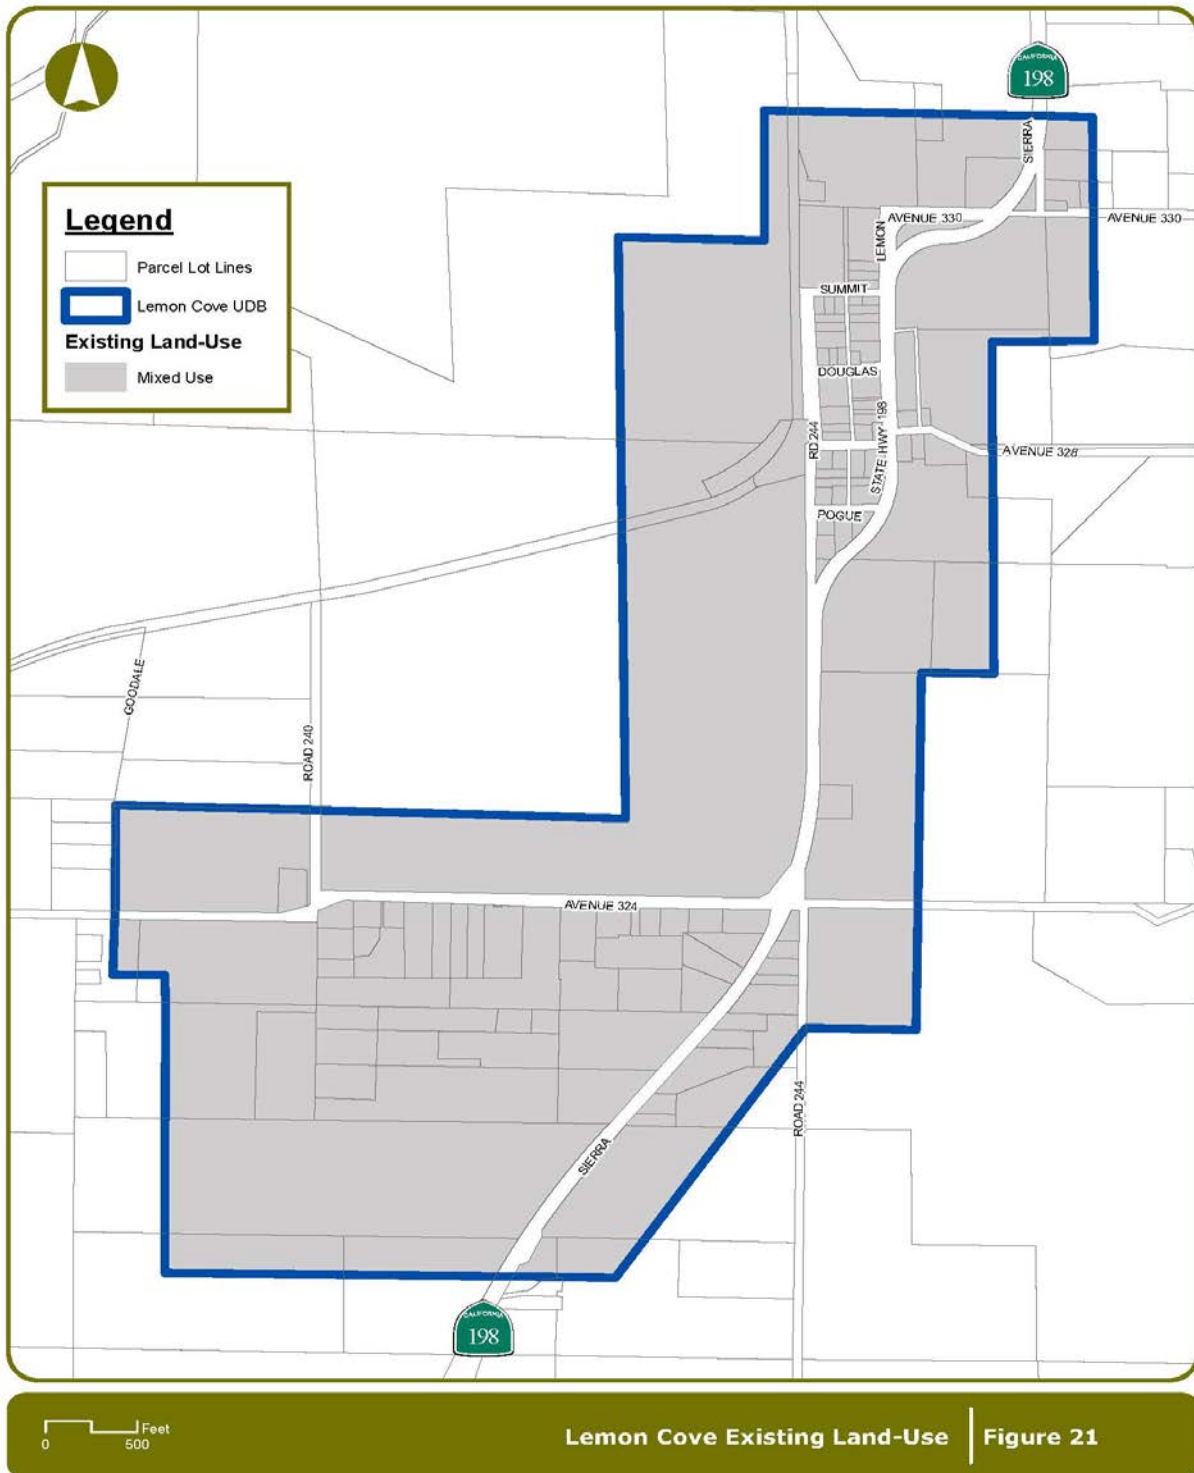 CALIFORNIA
198
SIERRA
Legend
Parcel Lot Lines
Lemon Cove UDB
Existing Land-Use
Mixed Use
AVENUE 330
AVENUE 330
LEMON
SUMMIT
DOUGLAS
STATE HWY 198
RD 244
AVENUE 328
POGUE
GOODALE
ROAD 240
AVENUE 324
ROAD 244
SIERRA
CALIFORNIA
198
Feet
0 500
Lemon Cove Existing Land-Use Figure 21